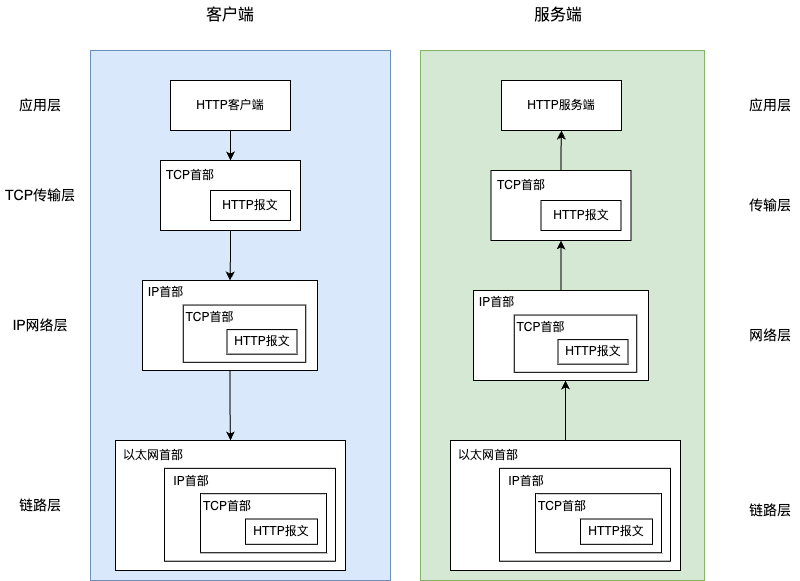 客户端
服务端
应用层
HTTP客户端
HTTP服务端
应用层
TCP传输层
TCP首部
HTTP报文
TCP首部
HTTP报文
传输层
IP网络层
IP首部
TCP首部
HTTP报文
IP首部
TCP首部
HTTP报文
网络层
链路层
以太网首部
IP首部
TCP首部
HTTP报文
以太网首部
IP首部
TCP首部
HTTP报文
链路层